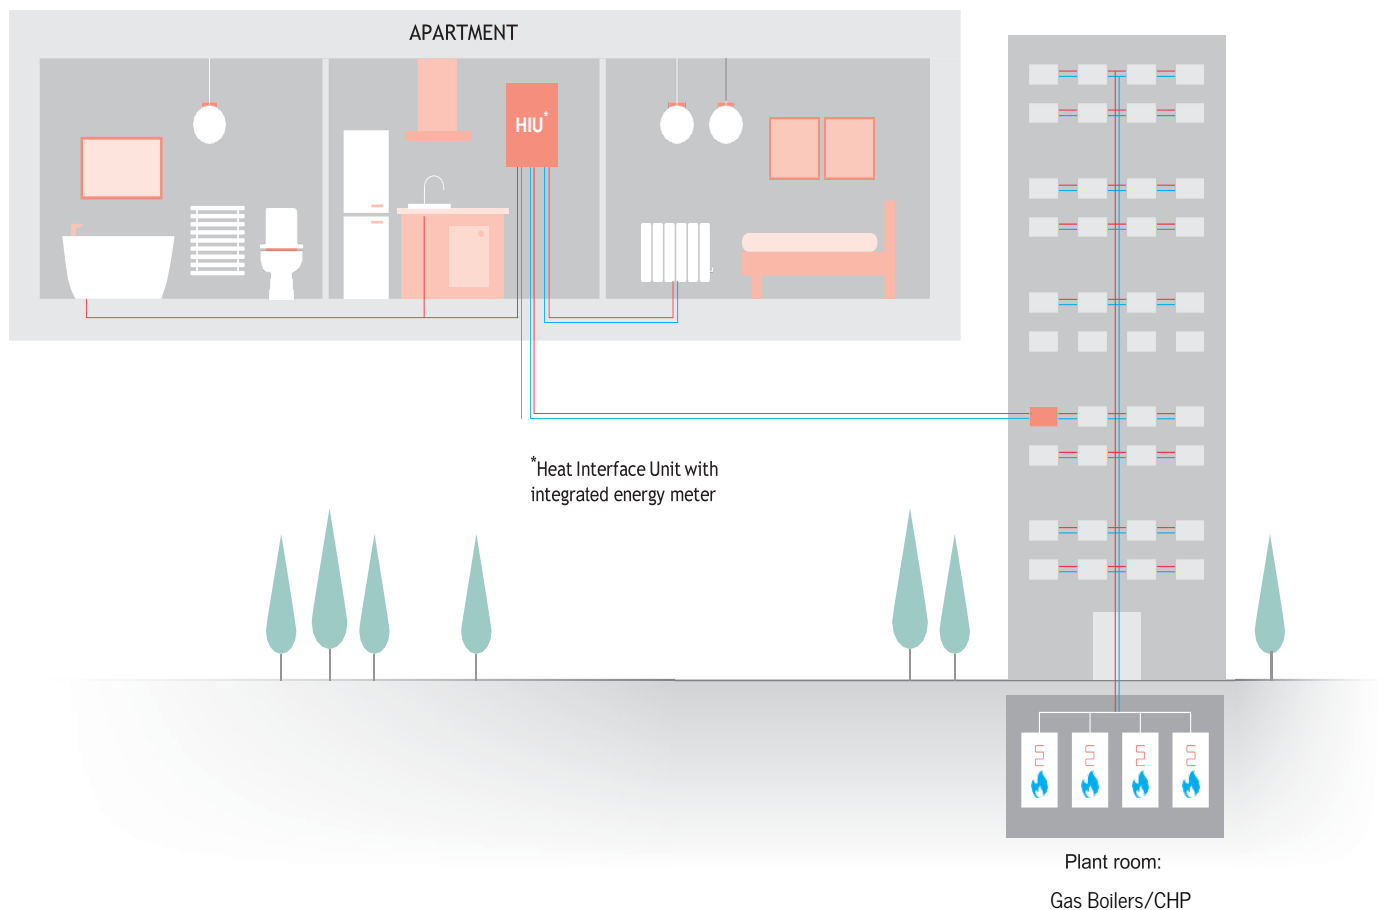 APARTMENT
HIU*
*Heat Interface Unit with
integrated energy meter
Plant room:
Gas Boilers/CHP